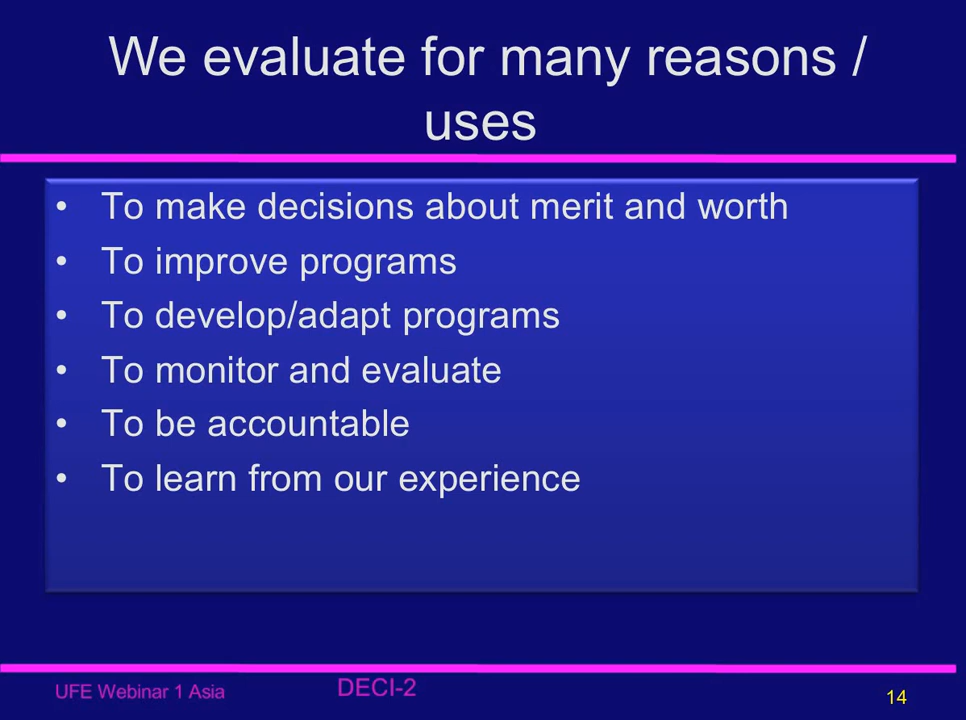 We evaluate for many reasons /
uses
• To make decisions about merit and worth
• To improve programs
• To develop/adapt programs
• To monitor and evaluate
• To be accountable
• To learn from our experience
UFE Webinar 1 Asia
DECI-2
14